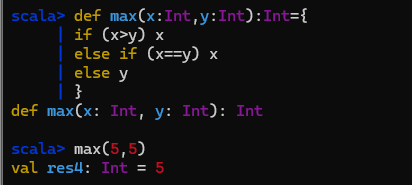 scala> def max(x:Int,y:Int):Int={
| if (x>y) x
| else if (x==y) x
| else y
| }
def max(x: Int, y: Int): Int
scala> max(5,5)
val res4: Int = 5